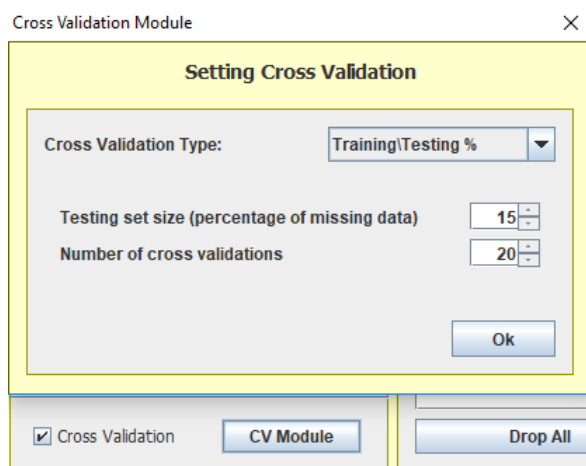 Cross Validation Module
Setting Cross Validation
Cross Validation Type: Training\Testing %
Testing set size (percentage of missing data) 15
Number of cross validations 20
Ok
Cross Validation CV Module Drop All